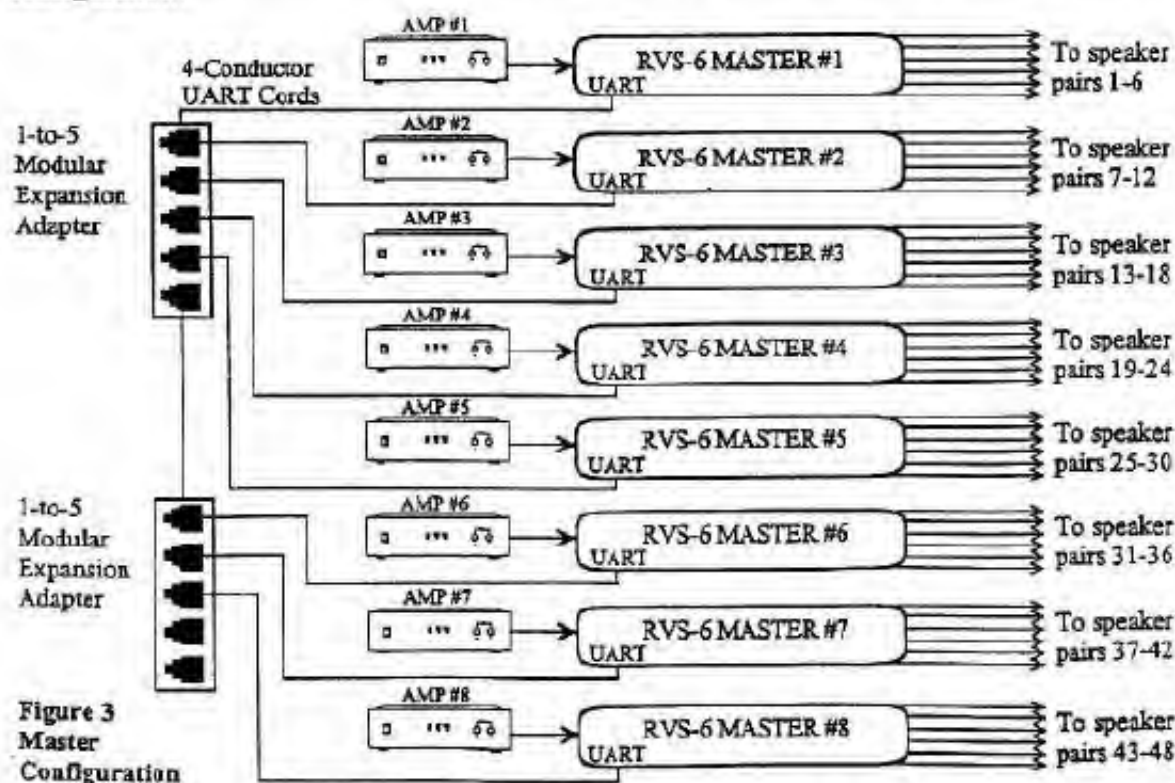 AMP #1
RVS-6 MASTER #1
UART
To speaker
pairs 1-6
4-Conductor
UART Cords
1-to-5
Modular
Expansion
Adapter
AMP #2
RVS-6 MASTER #2
UART
To speaker
pairs 7-12
AMP #3
RVS-6 MASTER #3
UART
To speaker
pairs 13-18
AMP #4
RVS-6 MASTER #4
UART
To speaker
pairs 19-24
AMP #5
RVS-6 MASTER #5
UART
To speaker
pairs 25-30
1-to-5
Modular
Expansion
Adapter
AMP #6
RVS-6 MASTER #6
UART
To speaker
pairs 31-36
AMP #7
RVS-6 MASTER #7
UART
To speaker
pairs 37-42
AMP #8
RVS-6 MASTER #8
UART
To speaker
pairs 43-48
Figure 3
Master
Configuration